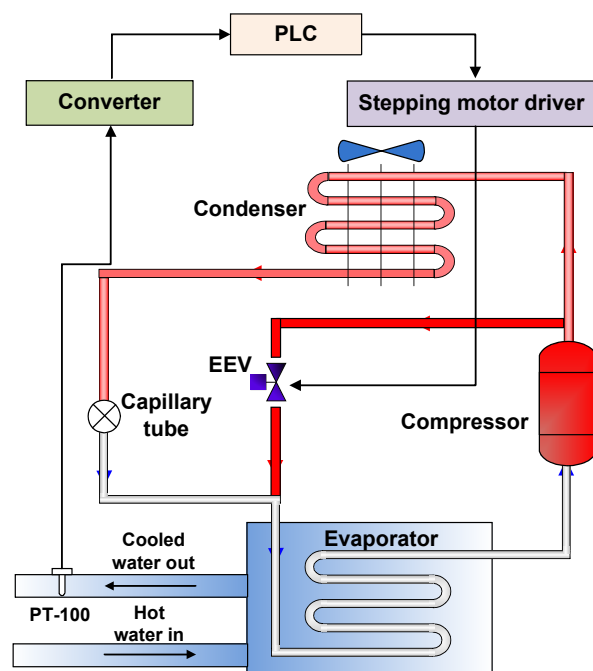 PLC
Converter
Stepping motor driver
Condenser
EEV
Capillary
tube
Compressor
Evaporator
Cooled
water out
PT-100
Hot
water in